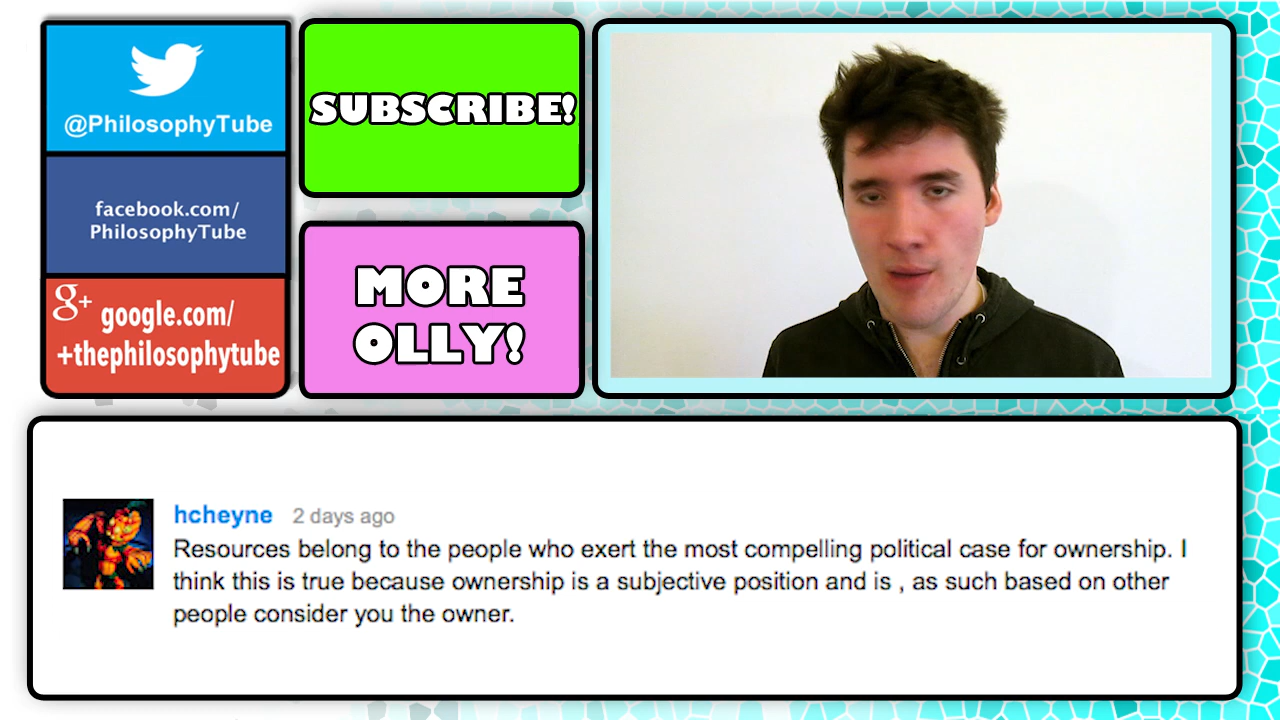 @PhilosophyTube
facebook.com/
PhilosophyTube
g+ google.com/
+thephilosophytube
SUBSCRIBE!
MORE
OLLY!
hcheyne 2 days ago
Resources belong to the people who exert the most compelling political case for ownership. I
think this is true because ownership is a subjective position and is , as such based on other
people consider you the owner.